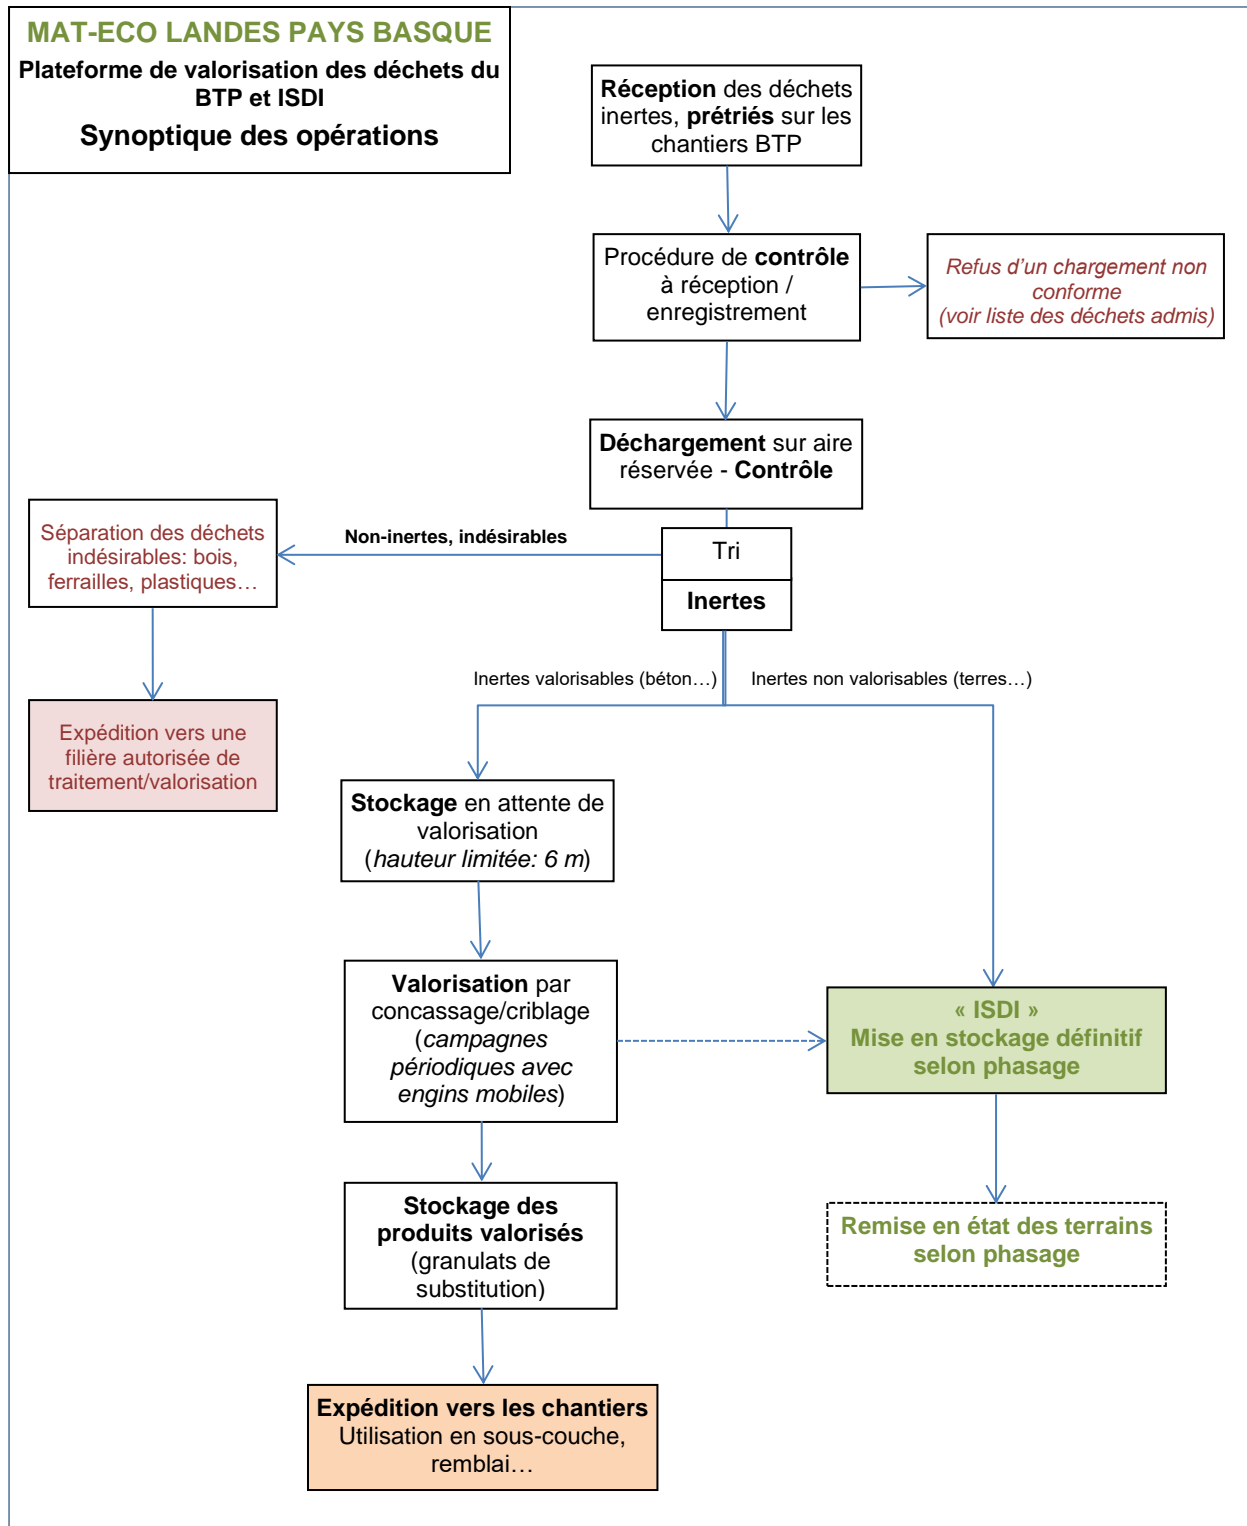 MAT-ECO LANDES PAYS BASQUE
Plateforme de valorisation des déchets du
BTP et ISDI
Synoptique des opérations
Réception des déchets
inertes, prétriés sur les
chantiers BTP
Procédure de contrôle
à réception /
enregistrement
Refus d’un chargement non
conforme
(voir liste des déchets admis)
Déchargement sur aire
réservée - Contrôle
Séparation des déchets
indésirables: bois,
ferrailles, plastiques…
Non-inertes, indésirables
Tri
Inertes
Inertes valorisables (béton…)
Inertes non valorisables (terres…)
Expédition vers une
filière autorisée de
traitement/valorisation
Stockage en attente de
valorisation
(hauteur limitée: 6 m)
Valorisation par
concassage/criblage
(campagnes
périodiques avec
engins mobiles)
« ISDI »
Mise en stockage définitif
selon phasage
Stockage des
produits valorisés
(granulats de
substitution)
Remise en état des terrains
selon phasage
Expédition vers les chantiers
Utilisation en sous-couche,
remblai…